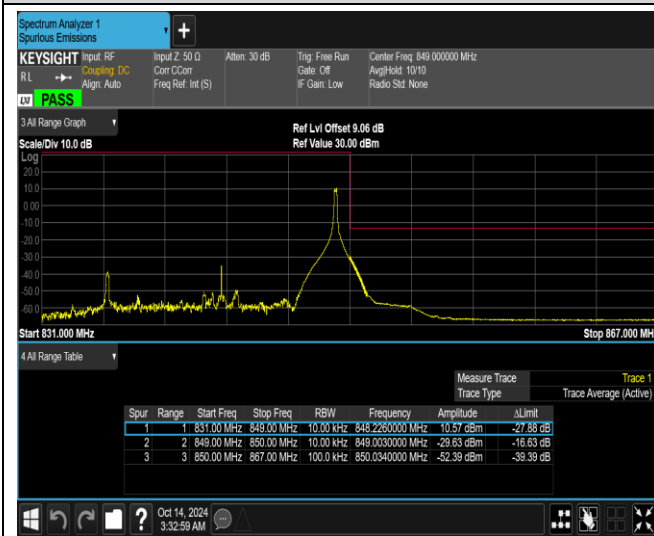 Spectrum Analyzer 1
Spurious Emissions
+
KEYSIGHT Input: RF Input Z: 50 Ω Atten: 30 dB Trig: Free Run Center Freq: 849.000000 MHz
R L Coupling: DC Corr CCorr Gate: Off Avg|Hold: 10/10
Align: Auto Freq Ref: Int (S) IF Gain: Low Radio Std: None
LXI PASS
3 All Range Graph
Ref Lvl Offset 9.06 dB
Scale/Div 10.0 dB Ref Value 30.00 dBm
Log
20.0
10.0
0.00
-10.0
-20.0
-30.0
-40.0
-50.0
-60.0
Start 831.000 MHz Stop 867.000 MH
4 All Range Table
Measure Trace Trace 1
Trace Type Trace Average (Active)
Spur Range Start Freq Stop Freq RBW Frequency Amplitude ΔLimit
1 1 831.00 MHz 849.00 MHz 10.00 kHz 848.2260000 MHz 10.57 dBm -27.88 dB
2 2 849.00 MHz 850.00 MHz 10.00 kHz 849.0030000 MHz -29.63 dBm -16.63 dB
3 3 850.00 MHz 867.00 MHz 100.0 kHz 850.0340000 MHz -52.39 dBm -39.39 dB
? Oct 14, 2024
3:32:59 AM